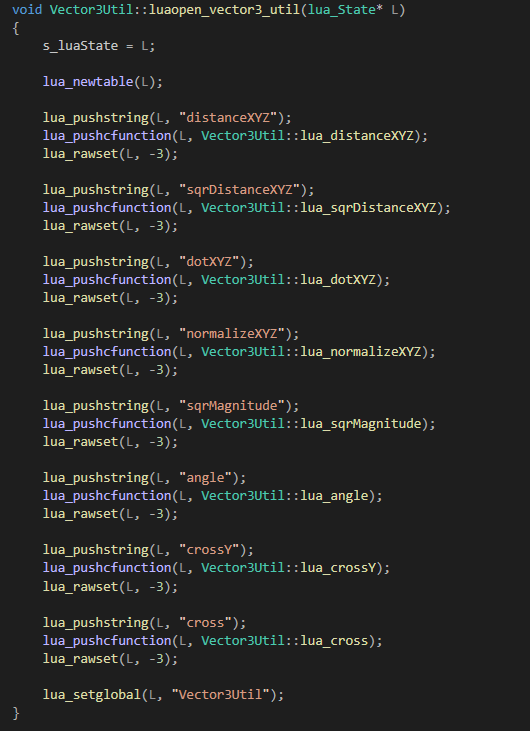 void Vector3Util::luaopen_vector3_util(lua_State* L)
{
    s_luaState = L;

    lua_newtable(L);

    lua_pushstring(L, "distanceXYZ");
    lua_pushcfunction(L, Vector3Util::lua_distanceXYZ);
    lua_rawset(L, -3);

    lua_pushstring(L, "sqrDistanceXYZ");
    lua_pushcfunction(L, Vector3Util::lua_sqrDistanceXYZ);
    lua_rawset(L, -3);

    lua_pushstring(L, "dotXYZ");
    lua_pushcfunction(L, Vector3Util::lua_dotXYZ);
    lua_rawset(L, -3);

    lua_pushstring(L, "normalizeXYZ");
    lua_pushcfunction(L, Vector3Util::lua_normalizeXYZ);
    lua_rawset(L, -3);

    lua_pushstring(L, "sqrMagnitude");
    lua_pushcfunction(L, Vector3Util::lua_sqrMagnitude);
    lua_rawset(L, -3);

    lua_pushstring(L, "angle");
    lua_pushcfunction(L, Vector3Util::lua_angle);
    lua_rawset(L, -3);

    lua_pushstring(L, "crossY");
    lua_pushcfunction(L, Vector3Util::lua_crossY);
    lua_rawset(L, -3);

    lua_pushstring(L, "cross");
    lua_pushcfunction(L, Vector3Util::lua_cross);
    lua_rawset(L, -3);

    lua_setglobal(L, "Vector3Util");
}